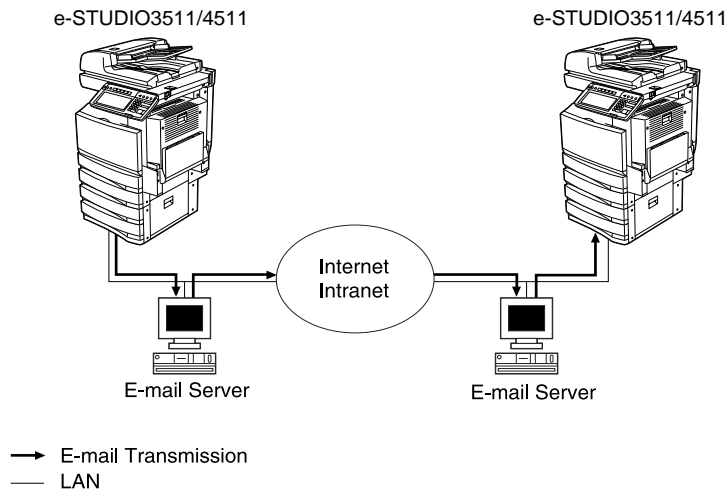 e-STUDIO3511/4511
e-STUDIO3511/4511
Internet
Intranet
E-mail Server
E-mail Server
E-mail Transmission
LAN